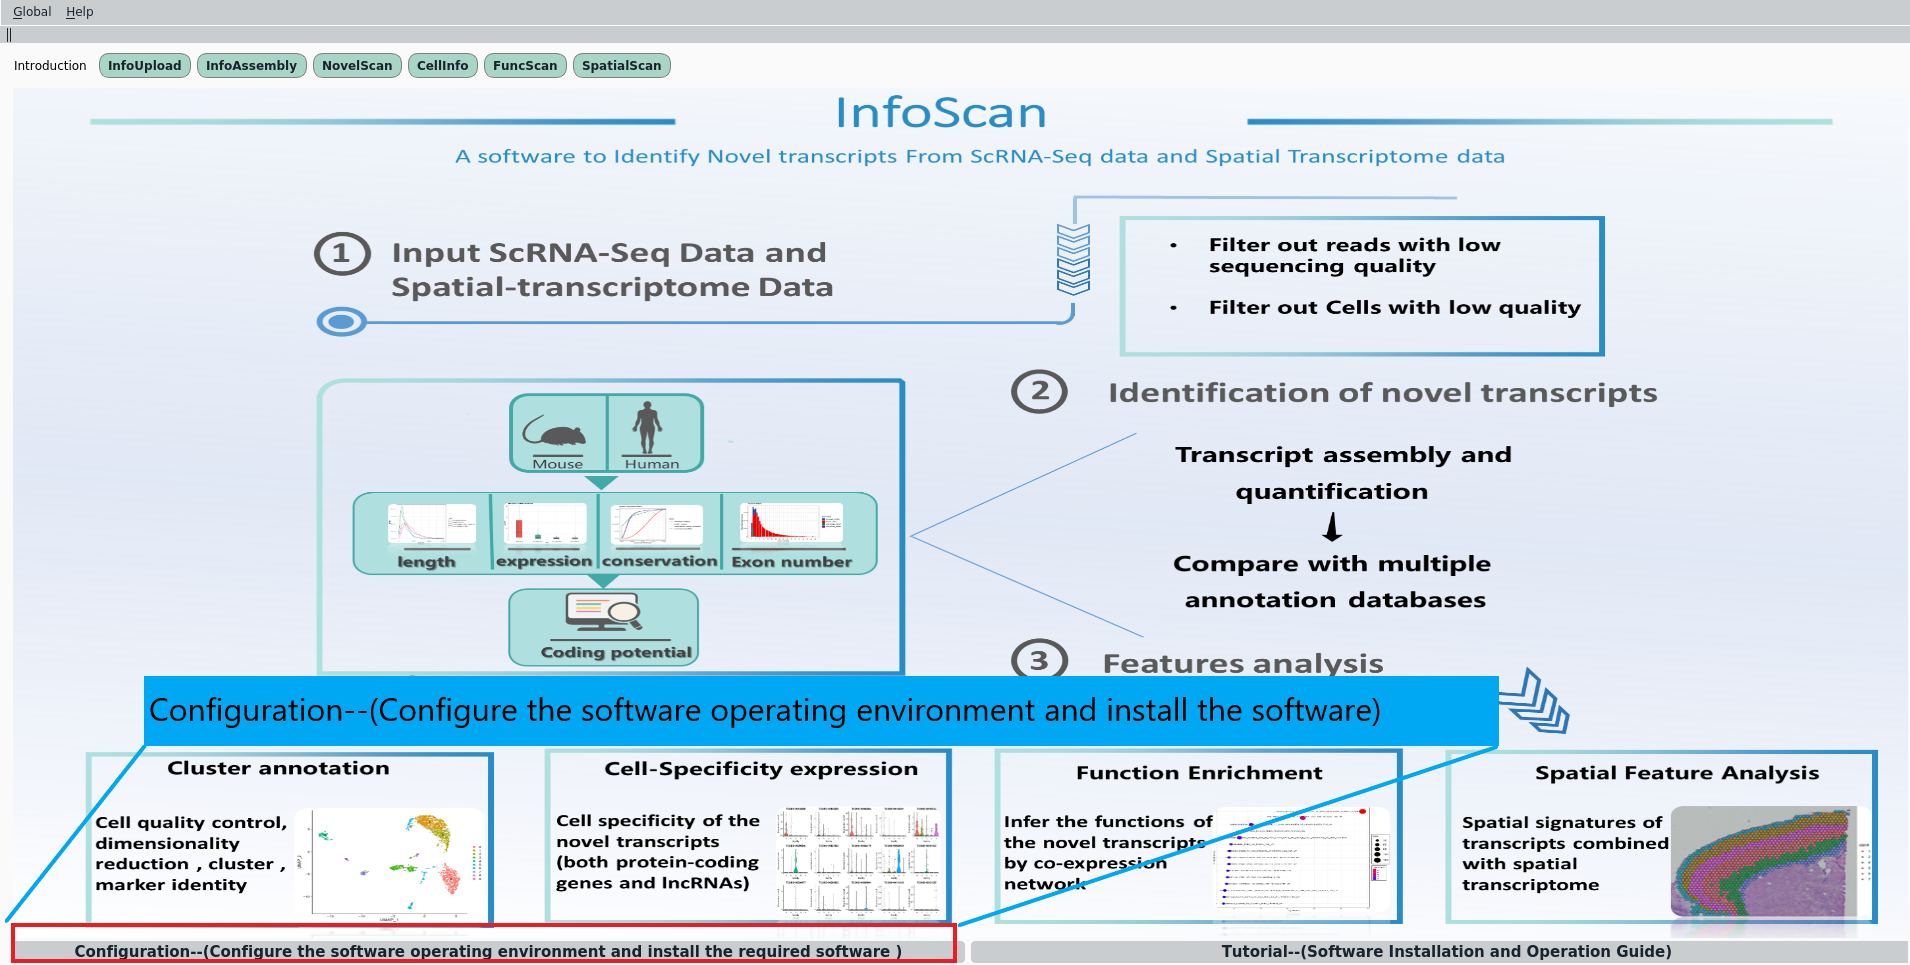 Global Help
Introduction InfoUpload InfoAssembly NovelScan CellInfo FuncScan SpatialScan
InfoScan
A software to Identify Novel transcripts From ScRNA-Seq data and Spatial Transcriptome data
1 Input ScRNA-Seq Data and
Spatial-transcriptome Data
• Filter out reads with low
sequencing quality
• Filter out Cells with low quality
2 Identification of novel transcripts
Mouse Human
length expression conservation Exon number
Coding potential
Transcript assembly and
quantification
Compare with multiple
annotation databases
3 Features analysis
Configuration--(Configure the software operating environment and install the software)
Cluster annotation
Cell quality control,
dimensionality
reduction , cluster ,
marker identity
Cell-Specificity expression
Cell specificity of the
novel transcripts
(both protein-coding
genes and lncRNAs)
Function Enrichment
Infer the functions of
the novel transcripts
by co-expression
network
Spatial Feature Analysis
Spatial signatures of
transcripts combined
with spatial
transcriptome
Configuration--(Configure the software operating environment and install the required software )
Tutorial--(Software Installation and Operation Guide)